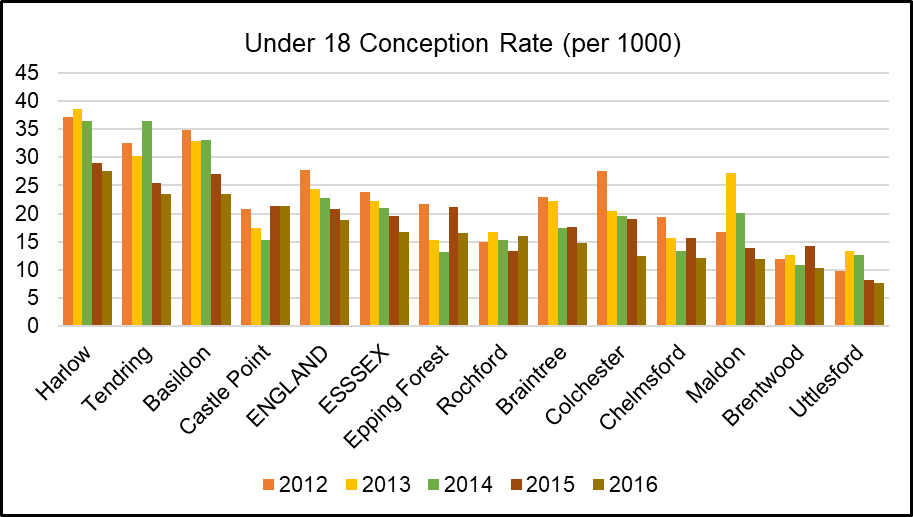 Under 18 Conception Rate (per 1000)
45
40
35
30
25
20
15
10
5
0
Harlow
Tendring
Basildon
Castle Point
ENGLAND
ESSSEX
Epping Forest
Rochford
Braintree
Colchester
Chelmsford
Maldon
Brentwood
Uttlesford
2012 2013 2014 2015 2016